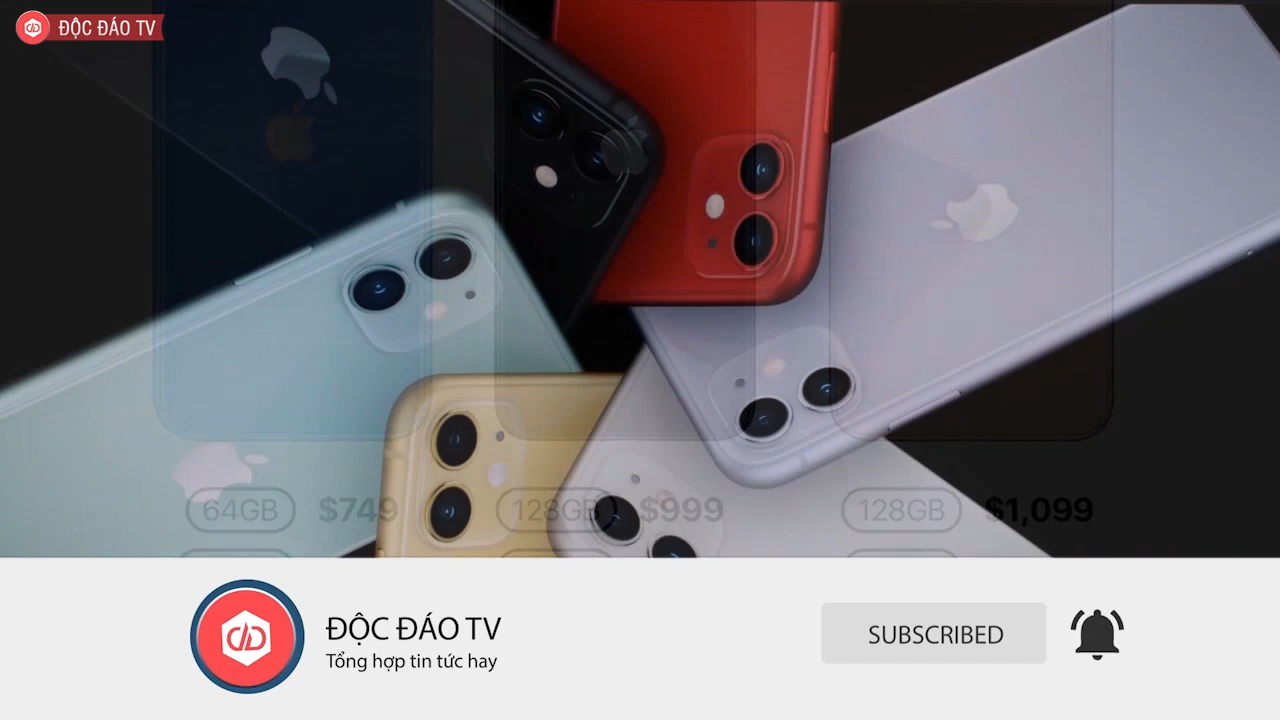 ĐỘC ĐÁO TV
64GB $749 128GB $999 128GB $1,099
ĐỘC ĐÁO TV
Tổng hợp tin tức hay
SUBSCRIBED